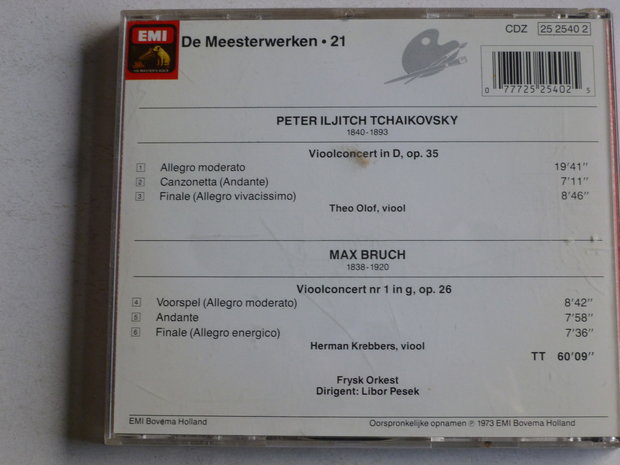 EMI
De Meesterwerken • 21
CDZ 25 2540 2
0 77725 25402 5
PETER ILJITCH TCHAIKOVSKY
1840-1893
Vioolconcert in D, op. 35
1 Allegro moderato 19'41"
2 Canzonetta (Andante) 7'11"
3 Finale (Allegro vivacissimo) 8'46"
Theo Olof, viool
MAX BRUCH
1838-1920
Vioolconcert nr 1 in g, op. 26
4 Voorspel (Allegro moderato) 8'42"
5 Andante 7'58"
6 Finale (Allegro energico) 7'36"
Herman Krebbers, viool
TT 60'09"
Frysk Orkest
Dirigent: Libor Pesek
EMI Bovema Holland
Oorspronkelijke opnamen ℗ 1973 EMI Bovema Holland